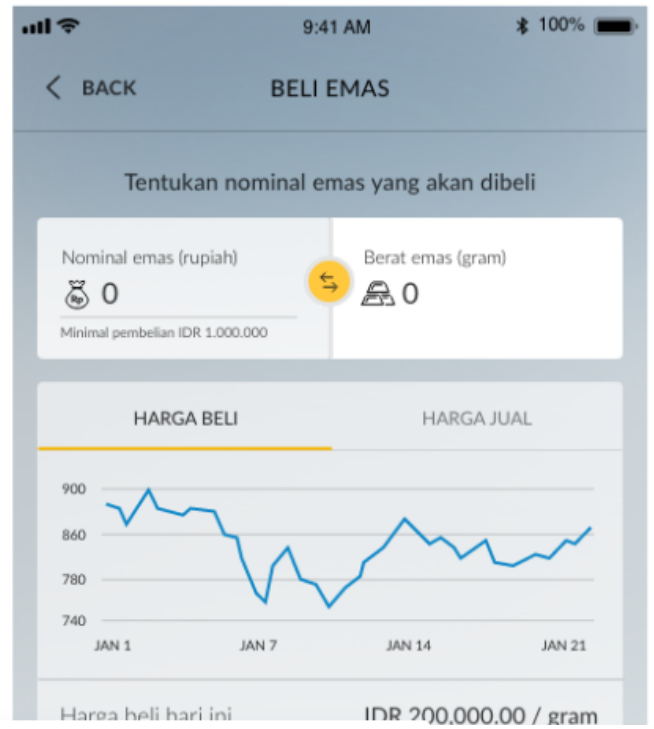 9:41 AM
100%
BACK
BELI EMAS
Tentukan nominal emas yang akan dibeli
Nominal emas (rupiah)
Rp 0
Minimal pembelian IDR 1.000.000
Berat emas (gram)
0
HARGA BELI
HARGA JUAL
900
860
780
740
JAN 1 JAN 7 JAN 14 JAN 21
Harga beli hari ini IDR 200,000.00 / gram